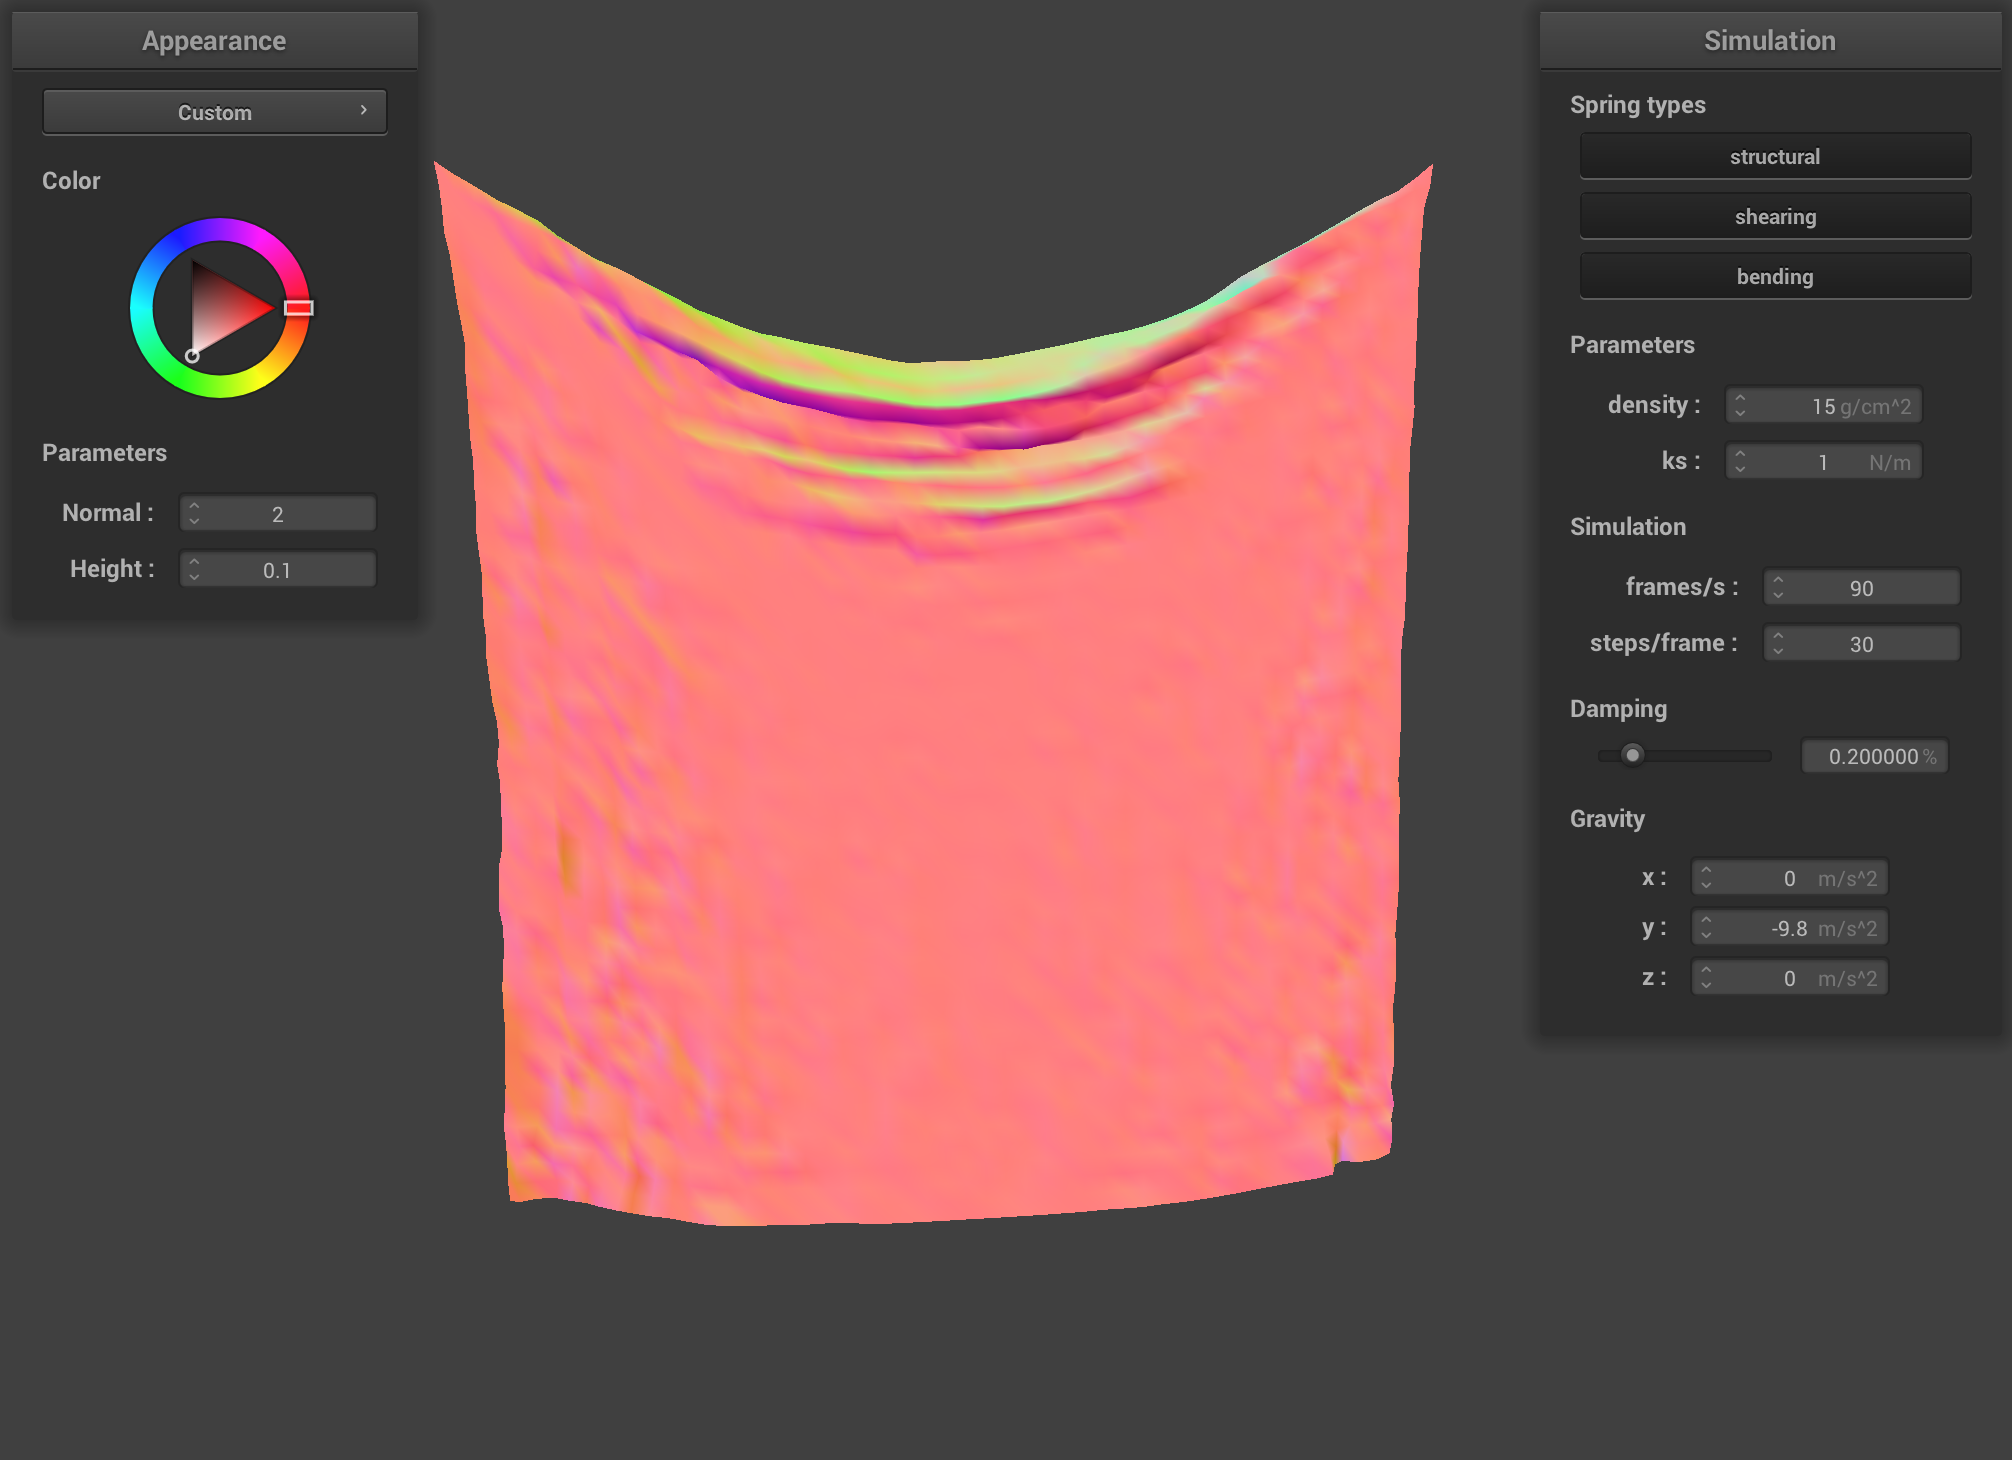 Appearance
Custom
Color
Parameters
Normal : 2
Height : 0.1
Simulation
Spring types
structural
shearing
bending
Parameters
density : 15 g/cm^2
ks : 1 N/m
Simulation
frames/s : 90
steps/frame : 30
Damping
0.200000 %
Gravity
x : 0 m/s^2
y : -9.8 m/s^2
z : 0 m/s^2